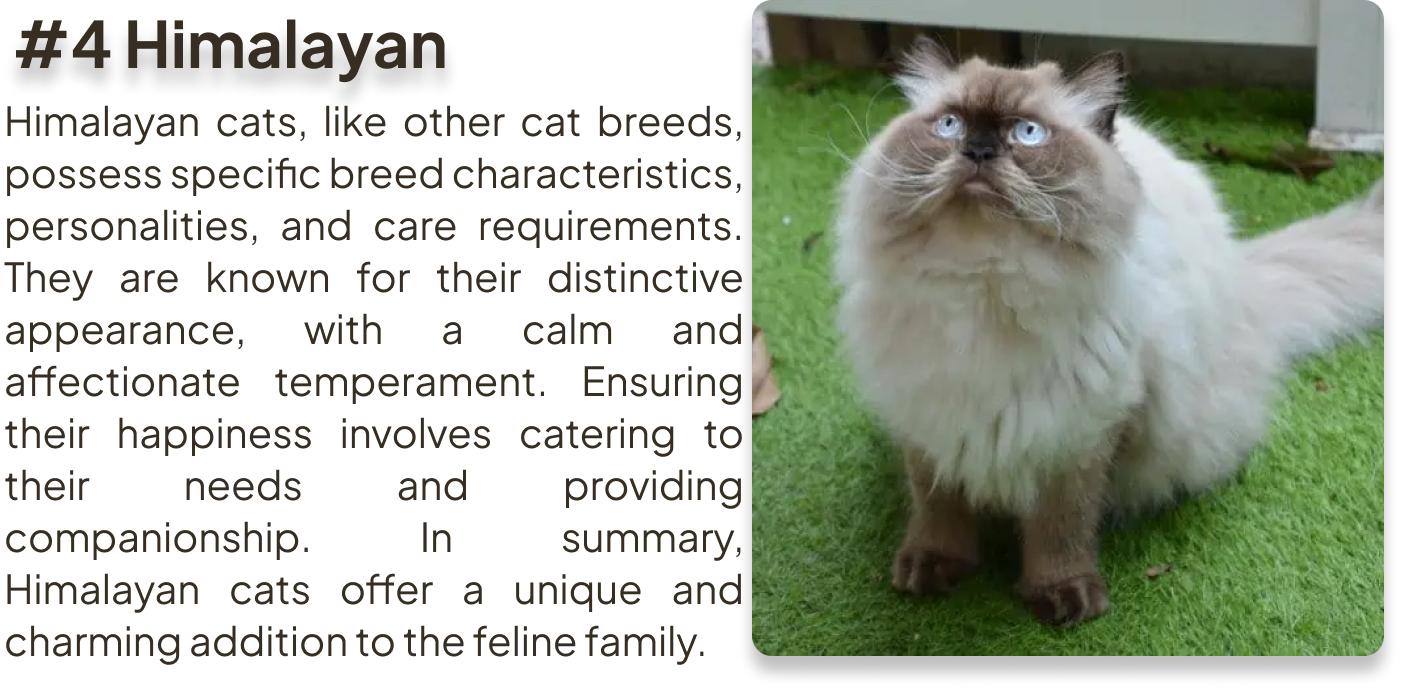 #4 Himalayan
Himalayan cats, like other cat breeds,
possess specific breed characteristics,
personalities, and care requirements.
They are known for their distinctive
appearance, with a calm and
affectionate temperament. Ensuring
their happiness involves catering to
their needs and providing
companionship. In summary,
Himalayan cats offer a unique and
charming addition to the feline family.